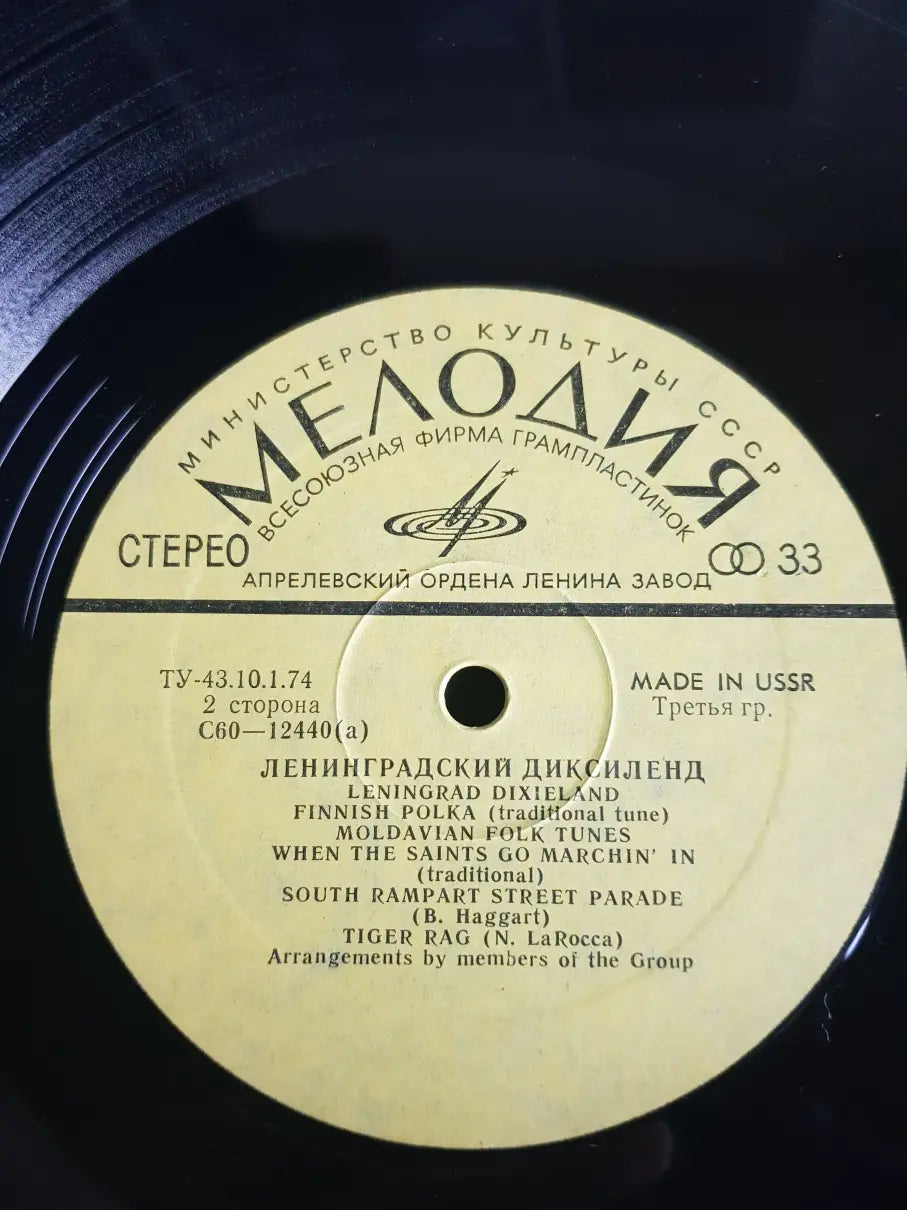 МИНИСТЕРСТВО КУЛЬТУРЫ СССР
МЕЛОДИЯ
ВСЕСОЮЗНАЯ ФИРМА ГРАМПЛАСТИНОК
СТЕРЕО
33
АПРЕЛЕВСКИЙ ОРДЕНА ЛЕНИНА ЗАВОД
ТУ-43.10.1.74
2 сторона
С60—12440(а)
MADE IN USSR
Третья гр.
ЛЕНИНГРАДСКИЙ ДИКСИЛЕНД
LENINGRAD DIXIELAND
FINNISH POLKA (traditional tune)
MOLDAVIAN FOLK TUNES
WHEN THE SAINTS GO MARCHIN' IN
(traditional)
SOUTH RAMPART STREET PARADE
(B. Haggart)
TIGER RAG (N. LaRocca)
Arrangements by members of the Group